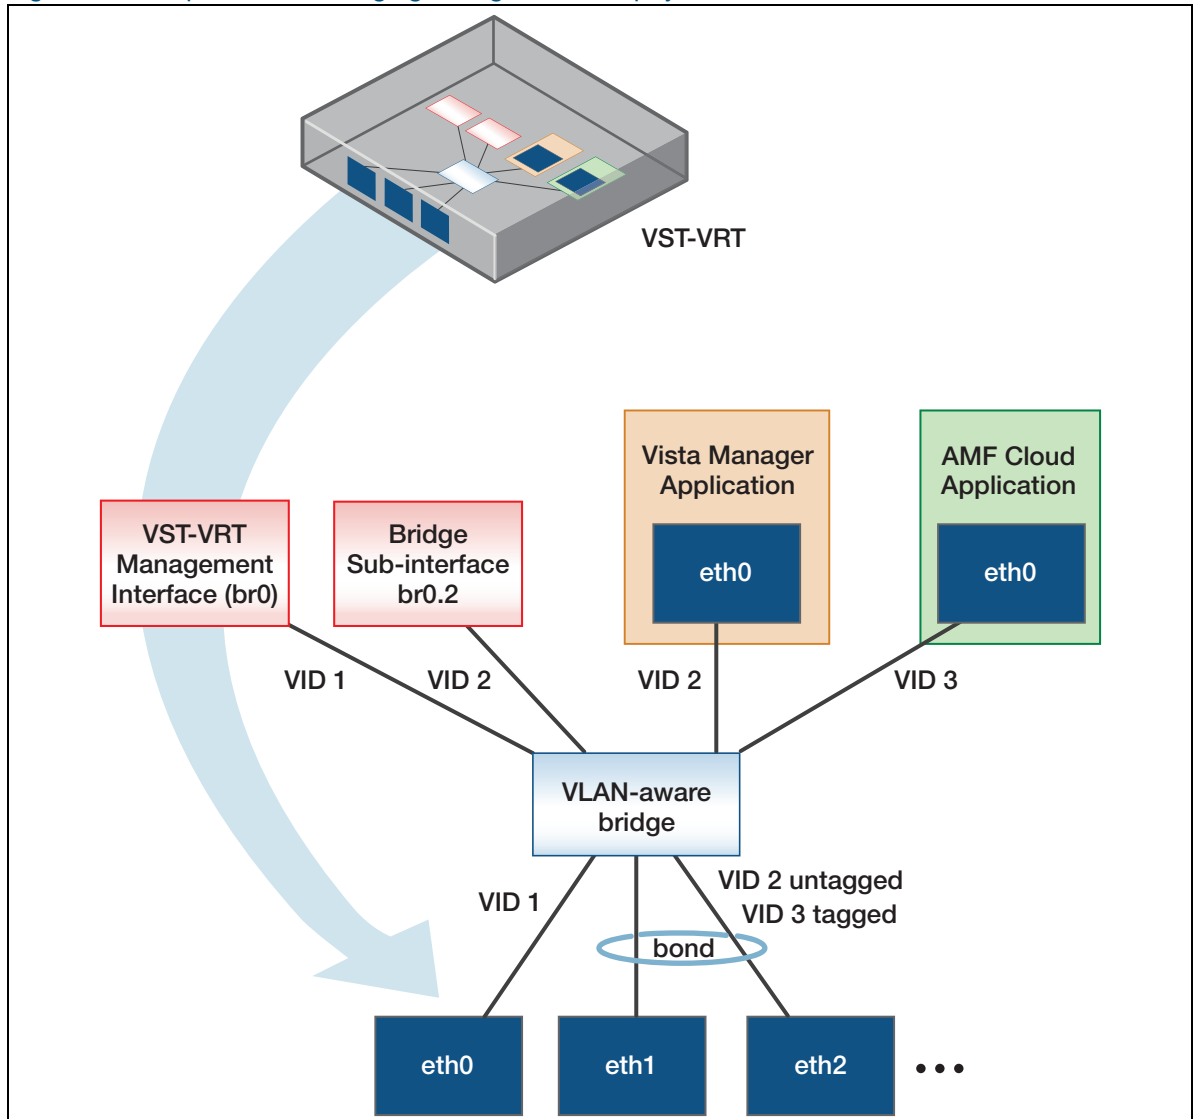 VST-VRT
Vista Manager
Application
eth0
AMF Cloud
Application
eth0
VST-VRT
Management
Interface (br0)
Bridge
Sub-interface
br0.2
VID 1
VID 2
VID 2
VID 3
VLAN-aware
bridge
VID 1
VID 2 untagged
VID 3 tagged
bond
eth0
eth1
eth2